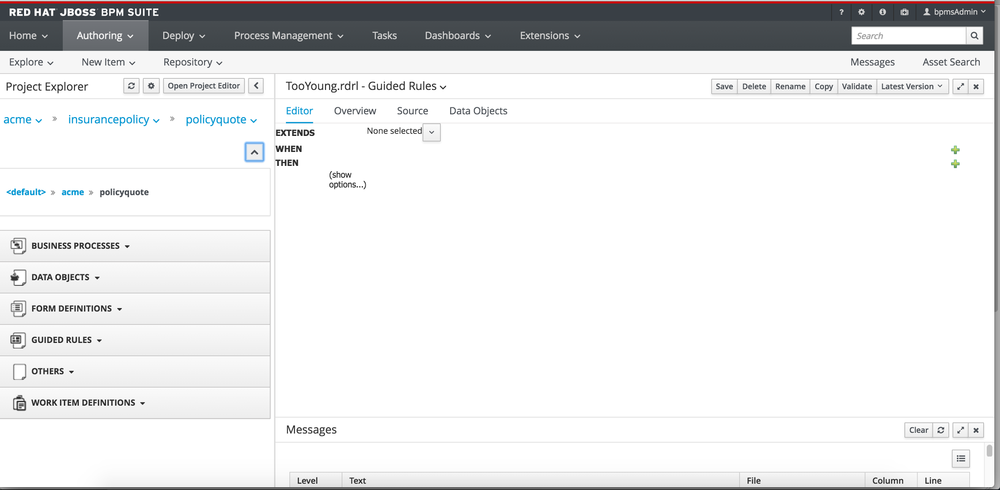 RED HAT JBOSS BPM SUITE
? bpmsAdmin
Home Authoring Deploy Process Management Tasks Dashboards Extensions Search
Explore New Item Repository Messages Asset Search
Project Explorer Open Project Editor
TooYoung.rdrl - Guided Rules Save Delete Rename Copy Validate Latest Version
Editor Overview Source Data Objects
acme » insurancepolicy » policyquote
EXTENDS None selected
WHEN
THEN
(show
options...)
<default> » acme » policyquote
BUSINESS PROCESSES
DATA OBJECTS
FORM DEFINITIONS
GUIDED RULES
OTHERS
WORK ITEM DEFINITIONS
Messages Clear
Level Text File Column Line